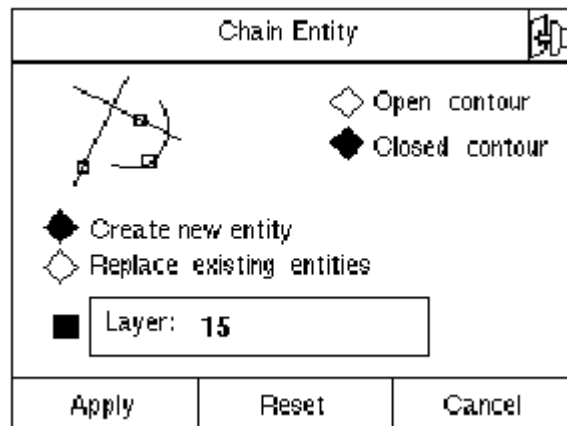 Chain Entity
Open contour
Closed contour
Create new entity
Replace existing entities
Layer: 15
Apply Reset Cancel